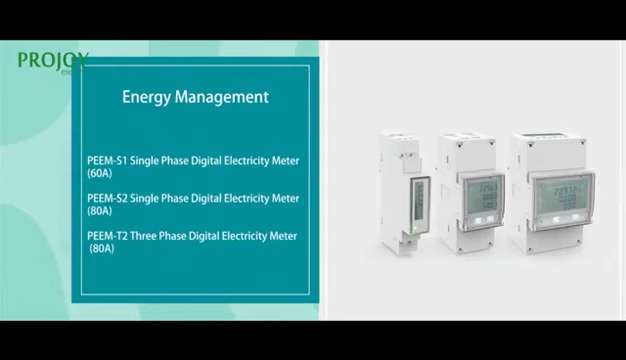 PROJOY
electric
Energy Management
PEEM-S1 Single Phase Digital Electricity Meter
(60A)
PEEM-S2 Single Phase Digital Electricity Meter
(80A)
PEEM-T2 Three Phase Digital Electricity Meter
(80A)